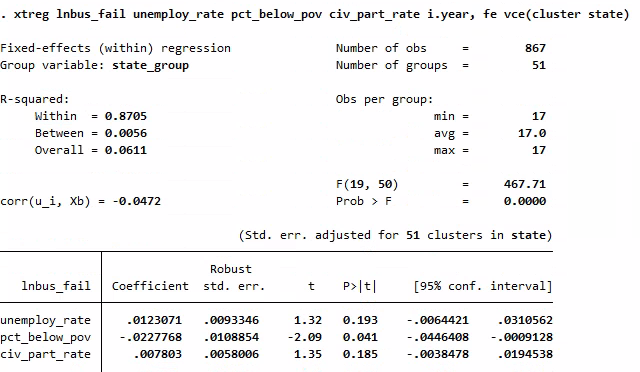 . xtreg lnbus_fail unemploy_rate pct_below_pov civ_part_rate i.year, fe vce(cluster state)
Fixed-effects (within) regression Number of obs = 867
Group variable: state_group Number of groups = 51
R-squared: Obs per group:
Within = 0.8705 min = 17
Between = 0.0056 avg = 17.0
Overall = 0.0611 max = 17
F(19, 50) = 467.71
corr(u_i, Xb) = -0.0472 Prob > F = 0.0000
(Std. err. adjusted for 51 clusters in state)
Robust
lnbus_fail Coefficient std. err. t P>|t| [95% conf. interval]
unemploy_rate .0123071 .0093346 1.32 0.193 -.0064421 .0310562
pct_below_pov -.0227768 .0108854 -2.09 0.041 -.0446408 -.0009128
civ_part_rate .007803 .0058006 1.35 0.185 -.0038478 .0194538